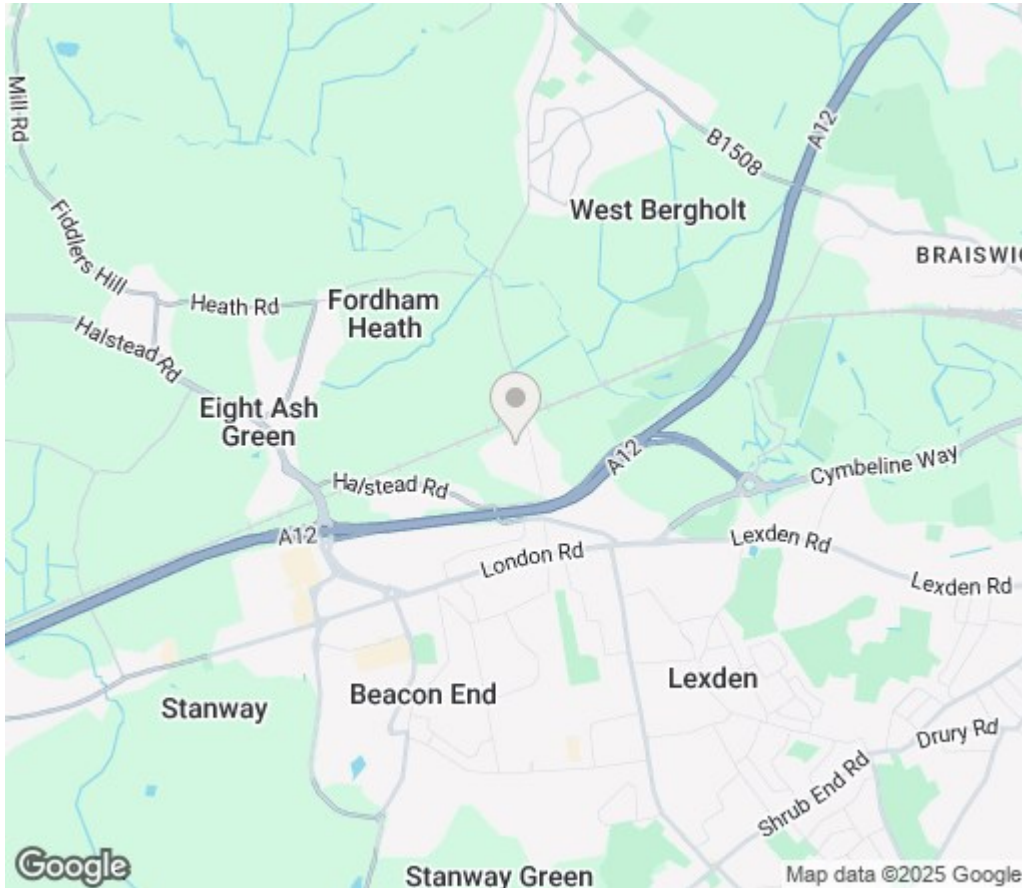 Mill Rd
A12
B1508
West Bergholt
BRAISWIC
Fiddlers Hill
Heath Rd
Fordham
Heath
Halstead Rd
Eight Ash
Green
A12
Halstead Rd
Cymbeline Way
A12
London Rd
Lexden Rd
Lexden Rd
Lexden
Beacon End
Stanway
Drury Rd
Shrub End Rd
Stanway Green
Google
Map data ©2025 Google